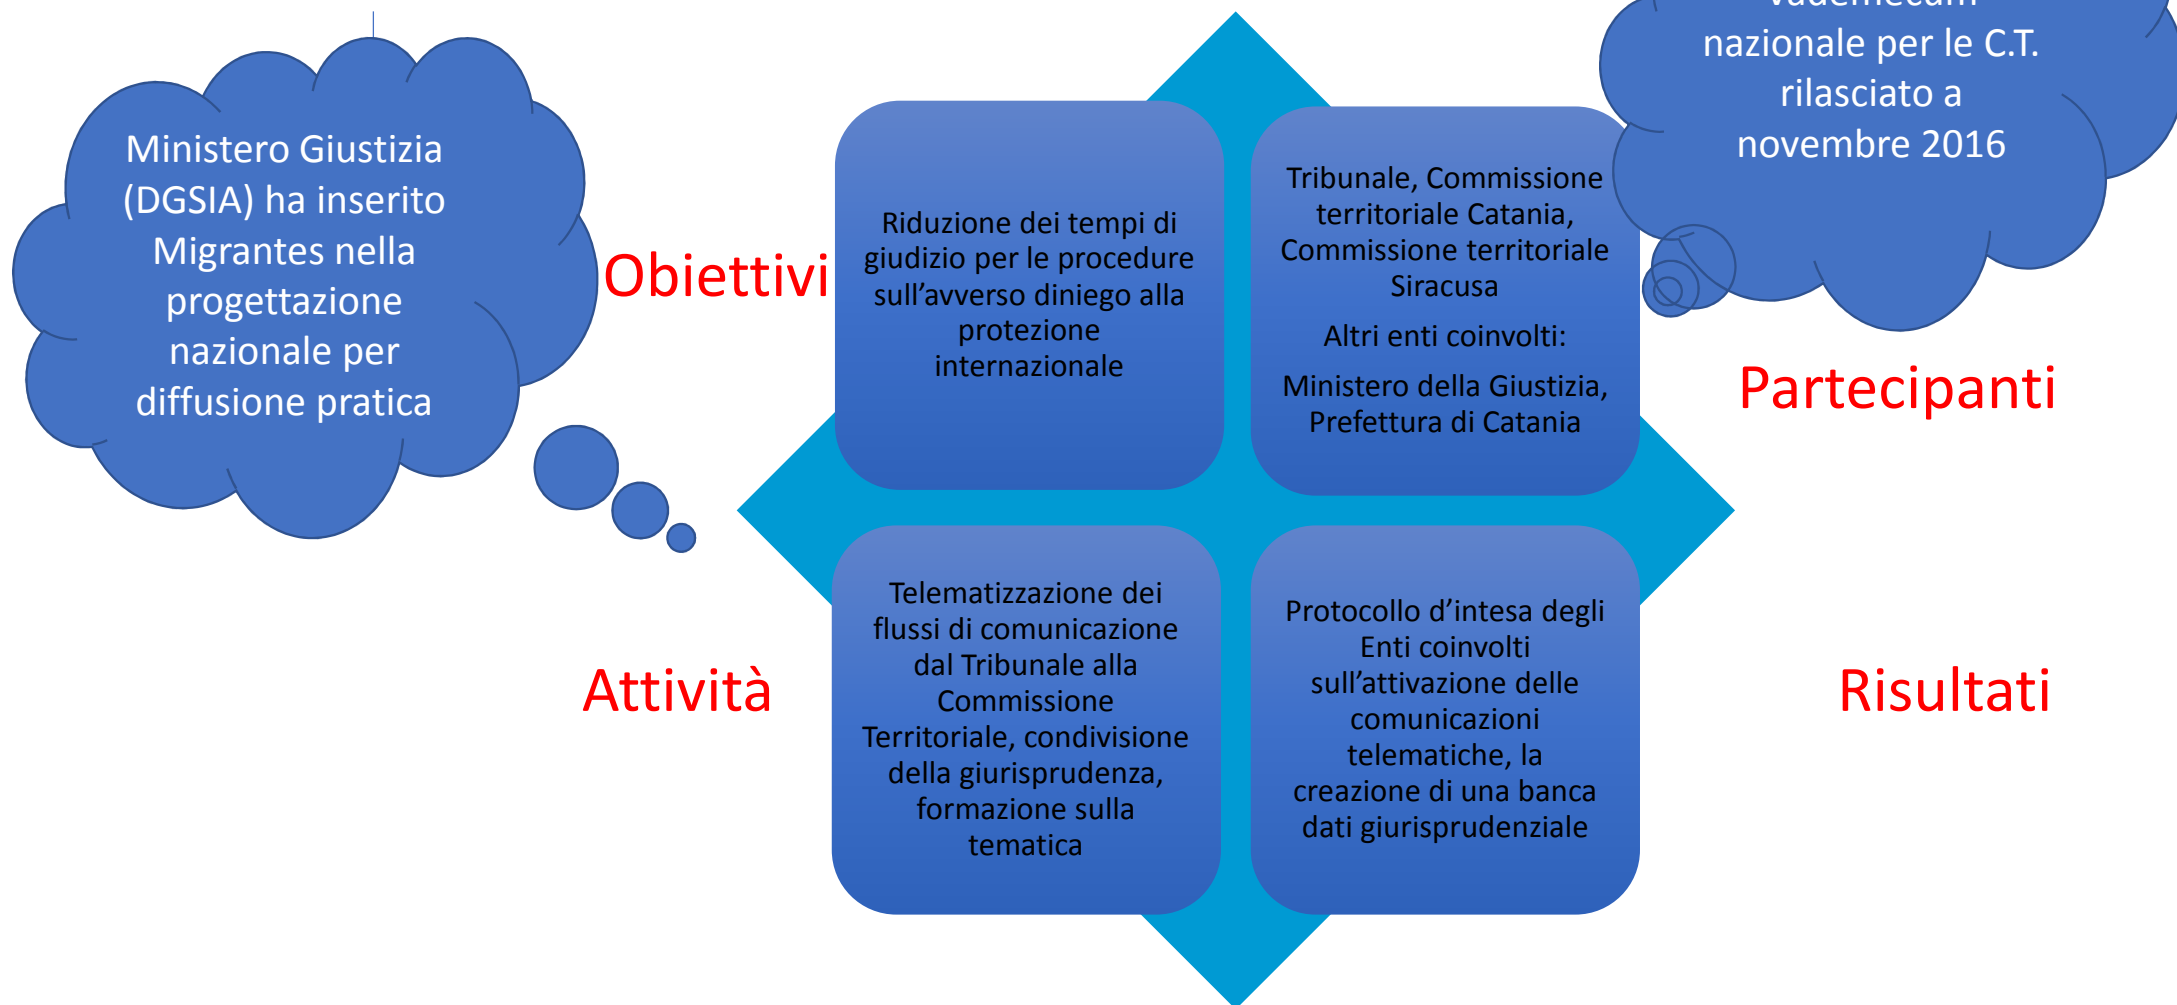 Ministero Giustizia
(DGSIA) ha inserito
Migrantes nella
progettazione
nazionale per
diffusione pratica
Obiettivi
Riduzione dei tempi di
giudizio per le procedure
sull’avverso diniego alla
protezione
internazionale
Tribunale, Commissione
territoriale Catania,
Commissione territoriale
Siracusa
Altri enti coinvolti:
Ministero della Giustizia,
Prefettura di Catania
vademecum
nazionale per le C.T.
rilasciato a
novembre 2016
Partecipanti
Attività
Telematizzazione dei
flussi di comunicazione
dal Tribunale alla
Commissione
Territoriale, condivisione
della giurisprudenza,
formazione sulla
tematica
Protocollo d’intesa degli
Enti coinvolti
sull’attivazione delle
comunicazioni
telematiche, la
creazione di una banca
dati giurisprudenziale
Risultati